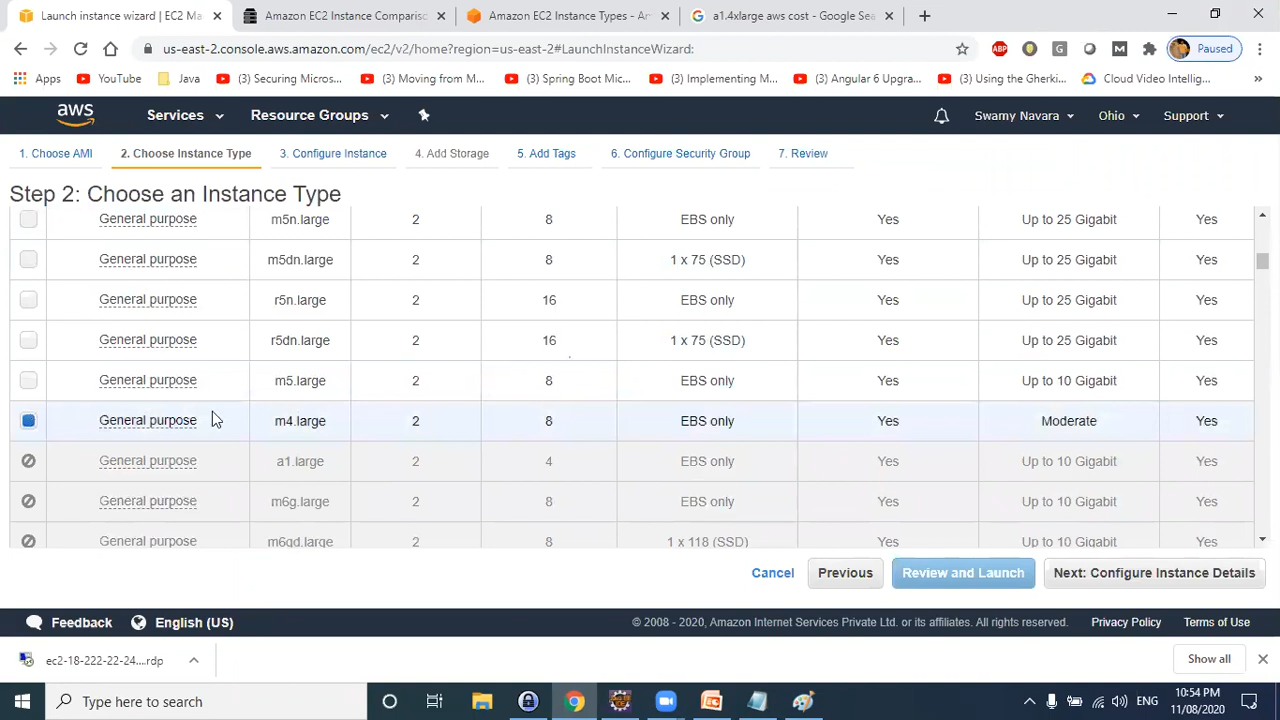 Launch instance wizard | EC2 Ma
Amazon EC2 Instance Comparis
Amazon EC2 Instance Types - Am
a1.4xlarge aws cost - Google Sea
us-east-2.console.aws.amazon.com/ec2/v2/home?region=us-east-2#LaunchInstanceWizard:
ABP
Paused
Apps
YouTube
Java
(3) Securing Micros...
(3) Moving from M...
(3) Spring Boot Mic...
(3) Implementing M...
(3) Angular 6 Upgra...
(3) Using the Gherki...
Cloud Video Intellig...
»
aws
Services
Resource Groups
Swamy Navara
Ohio
Support
1. Choose AMI
2. Choose Instance Type
3. Configure Instance
4. Add Storage
5. Add Tags
6. Configure Security Group
7. Review
Step 2: Choose an Instance Type
General purpose m5n.large 2 8 EBS only Yes Up to 25 Gigabit Yes
General purpose m5dn.large 2 8 1 x 75 (SSD) Yes Up to 25 Gigabit Yes
General purpose r5n.large 2 16 EBS only Yes Up to 25 Gigabit Yes
General purpose r5dn.large 2 16 1 x 75 (SSD) Yes Up to 25 Gigabit Yes
General purpose m5.large 2 8 EBS only Yes Up to 10 Gigabit Yes
General purpose m4.large 2 8 EBS only Yes Moderate Yes
General purpose a1.large 2 4 EBS only Yes Up to 10 Gigabit Yes
General purpose m6g.large 2 8 EBS only Yes Up to 10 Gigabit Yes
General purpose m6gd.large 2 8 1 x 118 (SSD) Yes Up to 10 Gigabit Yes
Cancel
Previous
Review and Launch
Next: Configure Instance Details
Feedback
English (US)
© 2008 - 2020, Amazon Internet Services Private Ltd. or its affiliates. All rights reserved.
Privacy Policy
Terms of Use
ec2-18-222-22-24....rdp
Show all
Type here to search
ENG
10:54 PM
11/08/2020